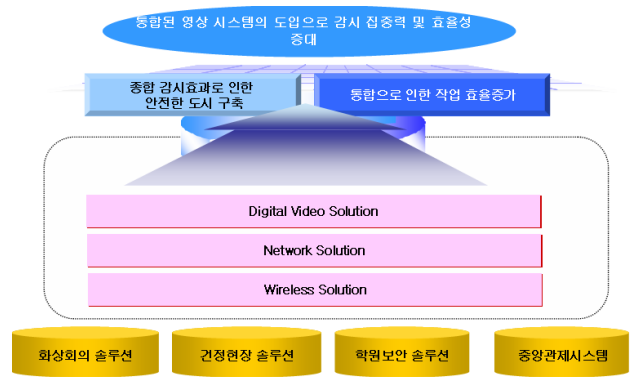 통합된 영상 시스템의 도입으로 감시 집중력 및 효율성
증대
종합 감시효과로 인한
안전한 도시 구축
통합으로 인한 작업 효율증가
Digital Video Solution
Network Solution
Wireless Solution
화상회의 솔루션
건정현장 솔루션
학원보안 솔루션
중앙관제시스템